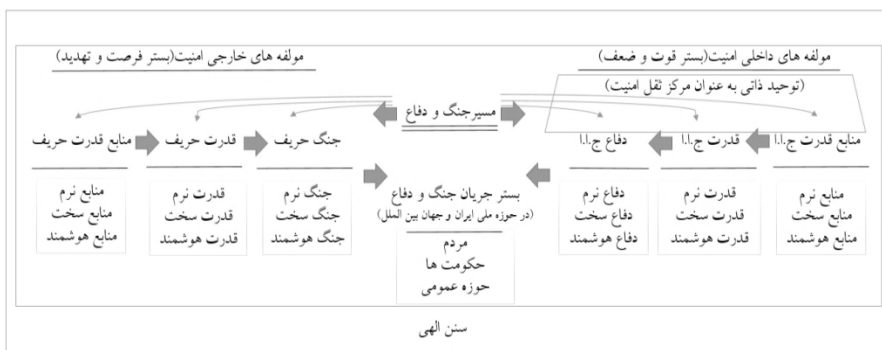 مولفه های داخلی امنیت(بستر قوت و ضعف)
مولفه های خارجی امنیت(بستر فرصت و تهدید)
(توحید ذاتی به عنوان مرکز ثقل امنیت)
مسیر جنگ و دفاع
منابع قدرت ج.ا.ا
قدرت ج.ا.ا
دفاع ج.ا.ا
جنگ حریف
قدرت حریف
منابع قدرت حریف
منابع نرم
منابع سخت
منابع هوشمند
قدرت نرم
قدرت سخت
قدرت هوشمند
دفاع نرم
دفاع سخت
دفاع هوشمند
بستر جریان جنگ و دفاع
(در حوزه ملی ایران و جهان بین الملل)
مردم
حکومت ها
حوزه عمومی
جنگ نرم
جنگ سخت
جنگ هوشمند
قدرت نرم
قدرت سخت
قدرت هوشمند
منابع نرم
منابع سخت
منابع هوشمند
سنن الهی